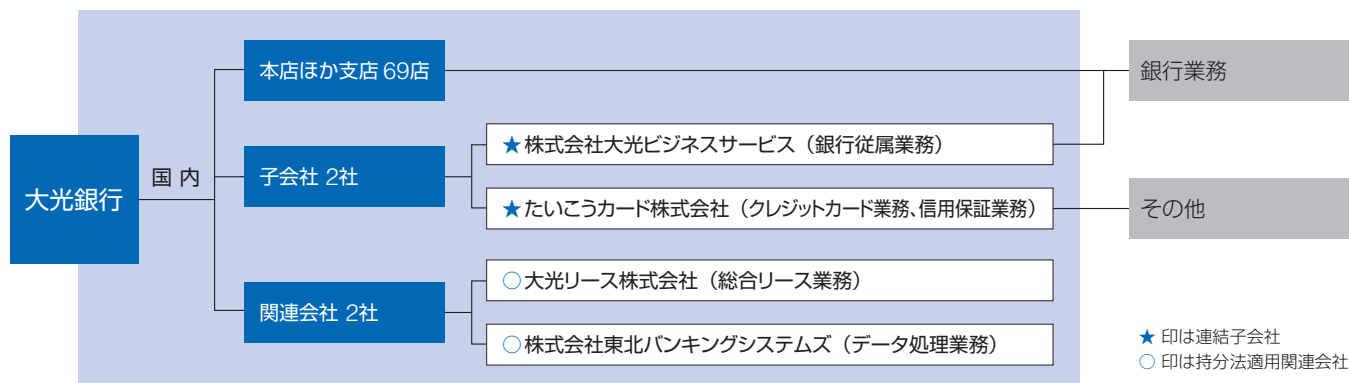 大光銀行
国内
本店ほか支店69店
子会社 2社
★株式会社大光ビジネスサービス（銀行従属業務）
★たいこうカード株式会社（クレジットカード業務、信用保証業務）
関連会社 2社
○大光リース株式会社（総合リース業務）
○株式会社東北バンキングシステムズ（データ処理業務）
銀行業務
その他
★ 印は連結子会社
○ 印は持分法適用関連会社